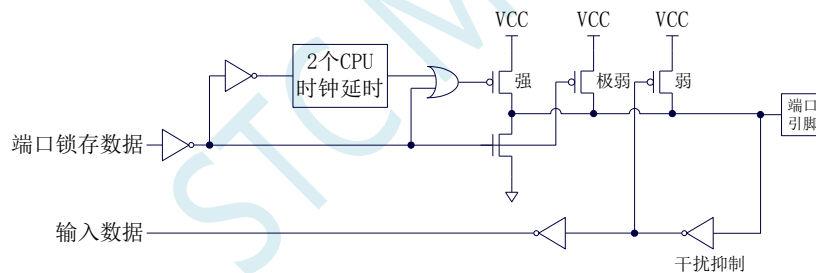 VCC VCC VCC
2个CPU
时钟延时
强
极弱
弱
端口
引脚
端口锁存数据
输入数据
干扰抑制
STC M